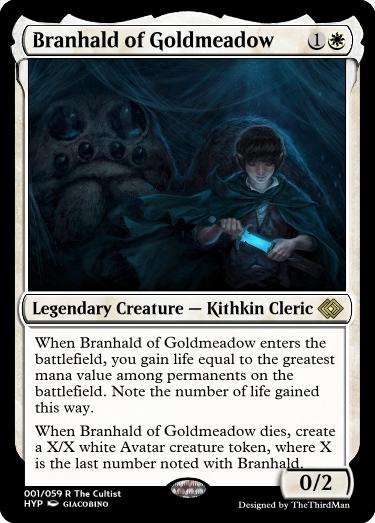 Branhald of Goldmeadow 1
Legendary Creature — Kithkin Cleric
When Branhald of Goldmeadow enters the
battlefield, you gain life equal to the greatest
mana value among permanents on the
battlefield. Note the number of life gained
this way.
When Branhald of Goldmeadow dies, create
a X/X white Avatar creature token, where X
is the last number noted with Branhald.
0/2
001/059 R The Cultist
HYP GIACOBINO
Designed by TheThirdMan